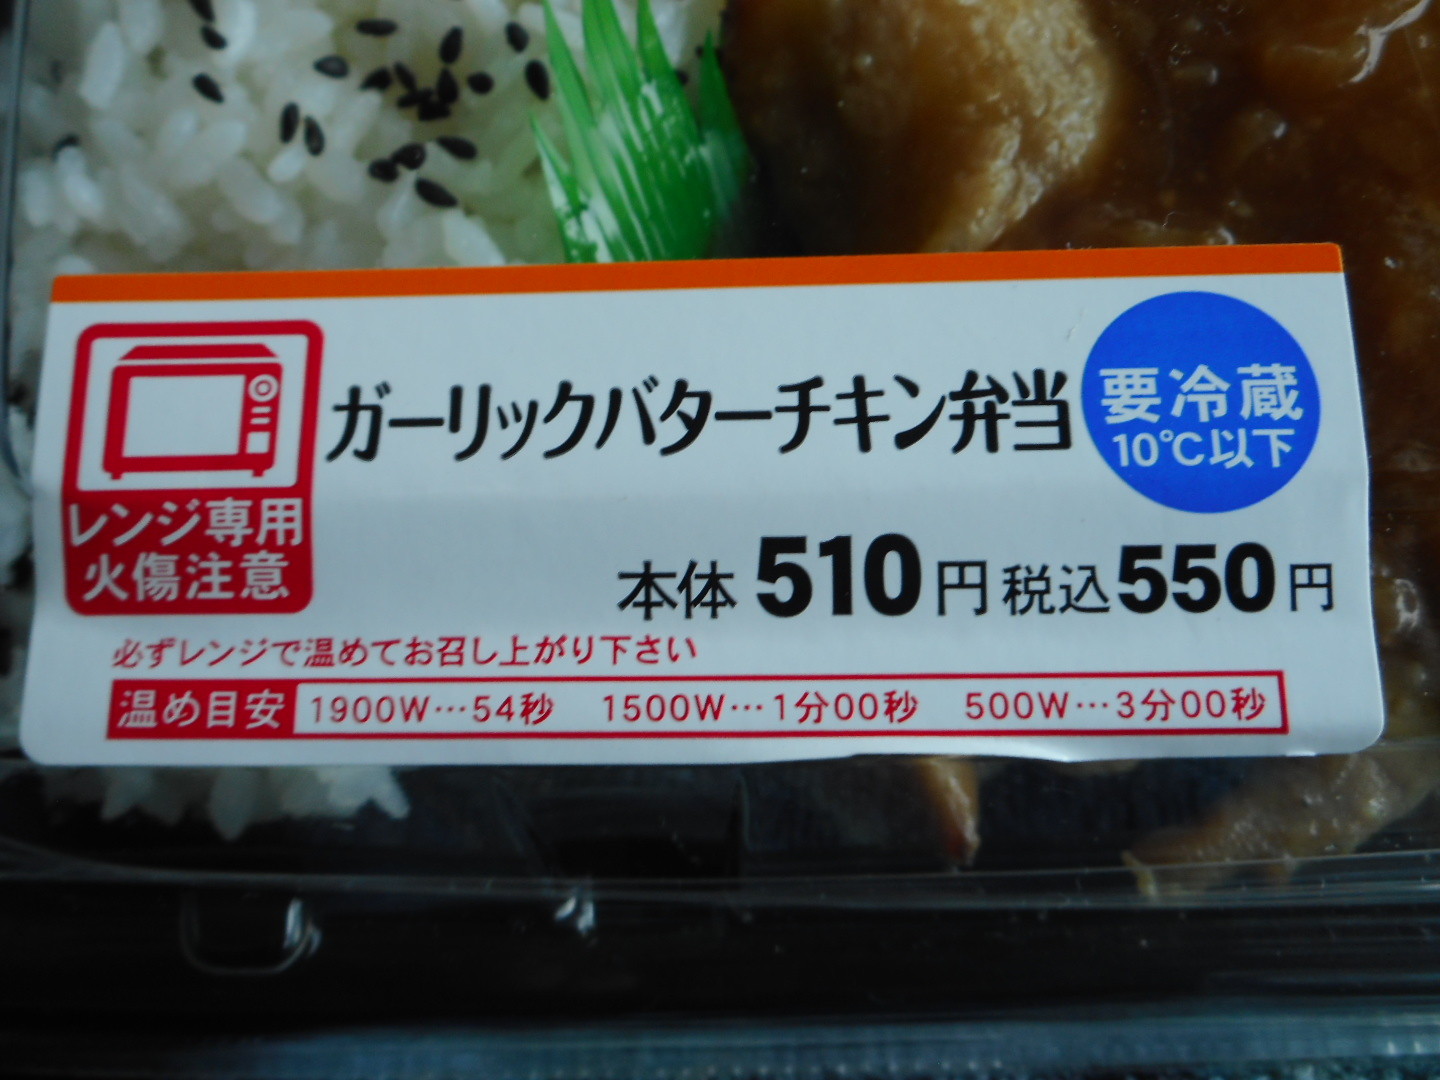 ガーリックバターチキン弁当
要冷蔵
10℃以下
レンジ専用
火傷注意
本体 510円 税込550円
必ずレンジで温めてお召し上がり下さい
温め目安 1900W…54秒 1500W…1分00秒 500W…3分00秒